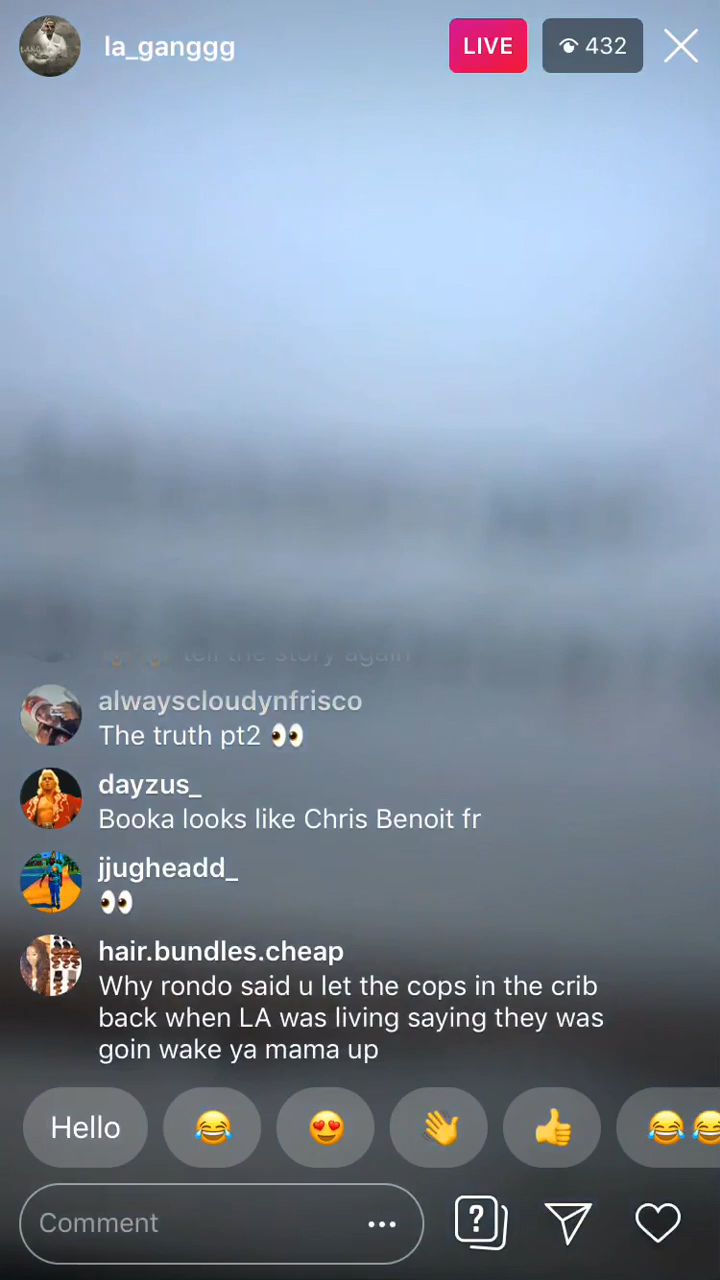 la_ganggg
LIVE
432
tell the story again
alwayscloudynfrisco
The truth pt2 👀
dayzus_
Booka looks like Chris Benoit fr
jjugheadd_
👀
hair.bundles.cheap
Why rondo said u let the cops in the crib
back when LA was living saying they was
goin wake ya mama up
Hello 😂 😍 👋 👍 😂😂
Comment